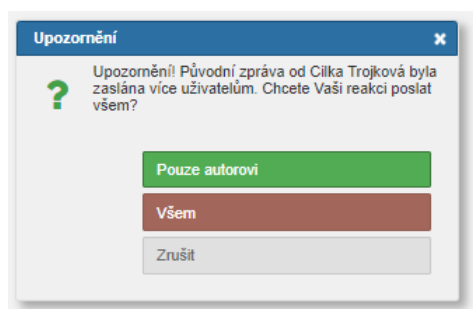 Upozornění
Upozornění! Původní zpráva od Cilka Trojková byla
zaslána více uživatelům. Chcete Vaši reakci poslat
všem?
Pouze autorovi
Všem
Zrušit